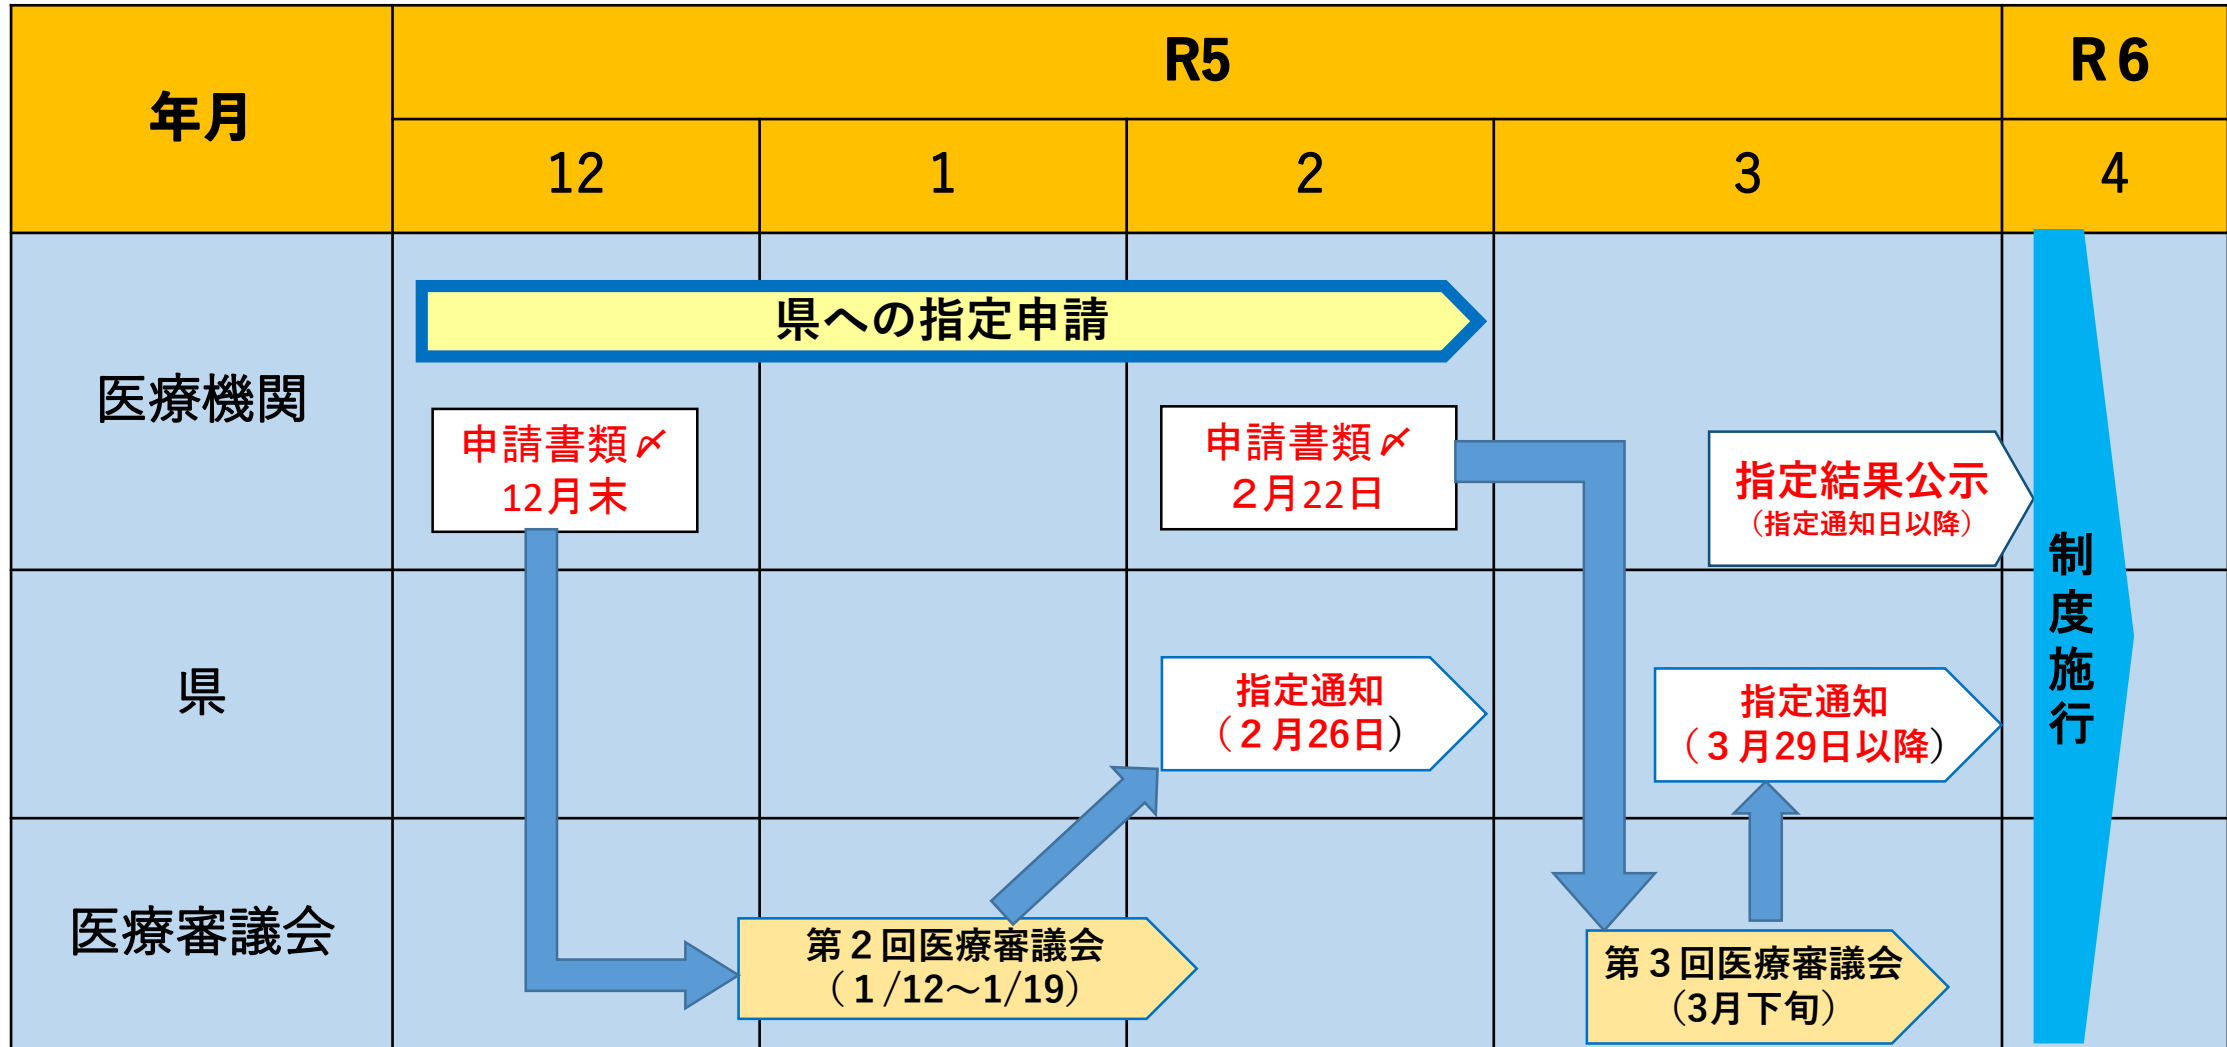 年月
R5
R６
12
1
2
3
4
医療機関
県への指定申請
申請書類〆
12月末
申請書類〆
２月22日
指定結果公示
（指定通知日以降）
制度施行
県
指定通知
（２月26日）
指定通知
（３月29日以降）
医療審議会
第２回医療審議会
（１/12～1/19）
第３回医療審議会
（3月下旬）